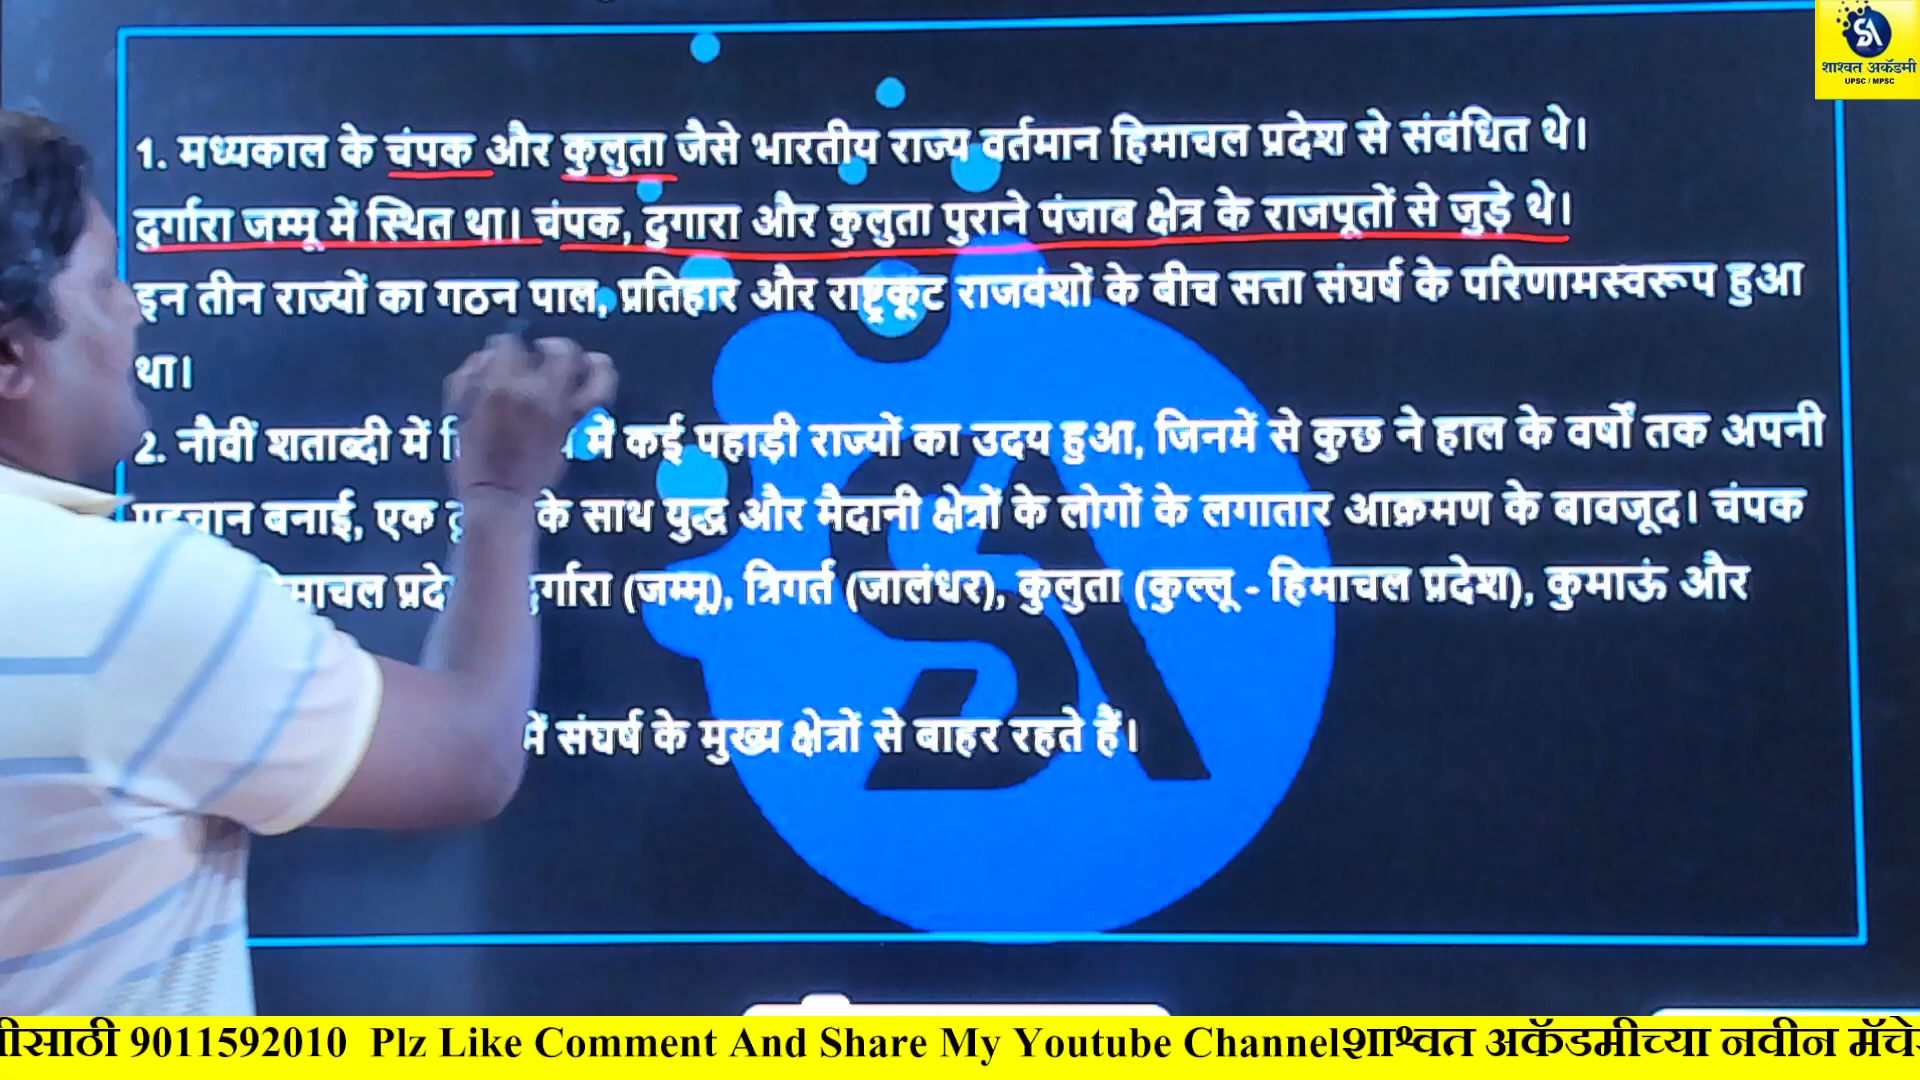 शाश्वत अकॅडमी
UPSC / MPSC
1. मध्यकाल के चंपक और कुलुता जैसे भारतीय राज्य वर्तमान हिमाचल प्रदेश से संबंधित थे।
दुर्गारा जम्मू में स्थित था। चंपक, दुगारा और कुलुता पुराने पंजाब क्षेत्र के राजपूतों से जुड़े थे।
इन तीन राज्यों का गठन पाल, प्रतिहार और राष्ट्रकूट राजवंशों के बीच सत्ता संघर्ष के परिणामस्वरूप हुआ
था।
2. नौवीं शताब्दी में में कई पहाड़ी राज्यों का उदय हुआ, जिनमें से कुछ ने हाल के वर्षों तक अपनी
बनाई, एक के साथ युद्ध और मैदानी क्षेत्रों के लोगों के लगातार आक्रमण के बावजूद। चंपक
(जम्मू), त्रिगर्त (जालंधर), कुलुता (कुल्लू - हिमाचल प्रदेश), कुमाऊं और
में संघर्ष के मुख्य क्षेत्रों से बाहर रहते हैं।
9011592010 Plz Like Comment And Share My Youtube Channelशाश्वत अकॅडमीच्या नवीन